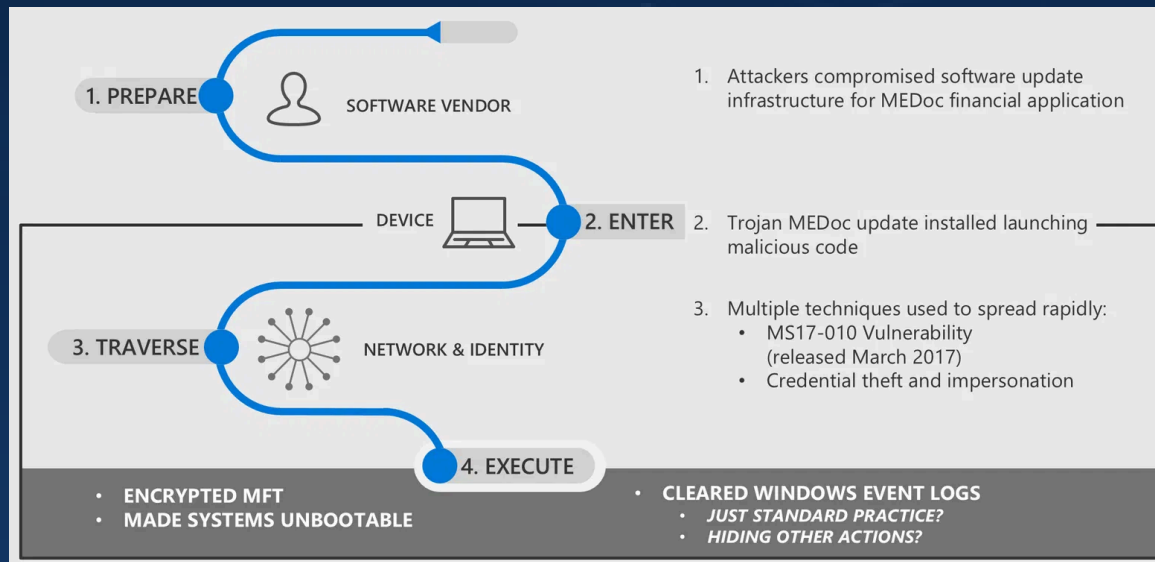 1. PREPARE
SOFTWARE VENDOR
1. Attackers compromised software update
infrastructure for MEDoc financial application
DEVICE
2. ENTER
2. Trojan MEDoc update installed launching
malicious code
3. TRAVERSE
NETWORK & IDENTITY
3. Multiple techniques used to spread rapidly:
• MS17-010 Vulnerability
(released March 2017)
• Credential theft and impersonation
4. EXECUTE
• ENCRYPTED MFT
• MADE SYSTEMS UNBOOTABLE
• CLEARED WINDOWS EVENT LOGS
• JUST STANDARD PRACTICE?
• HIDING OTHER ACTIONS?